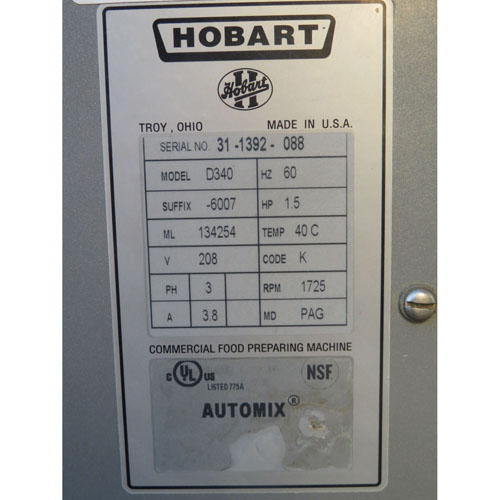 HOBART
Hobart
H
TROY, OHIO MADE IN U.S.A.
SERIAL NO. 31-1392-088
MODEL D340 HZ 60
SUFFIX -6007 HP 1.5
ML 134254 TEMP 40 C
V 208 CODE K
PH 3 RPM 1725
A 3.8 MD PAG
COMMERCIAL FOOD PREPARING MACHINE
C UL US NSF
LISTED 775A
AUTOMIX®